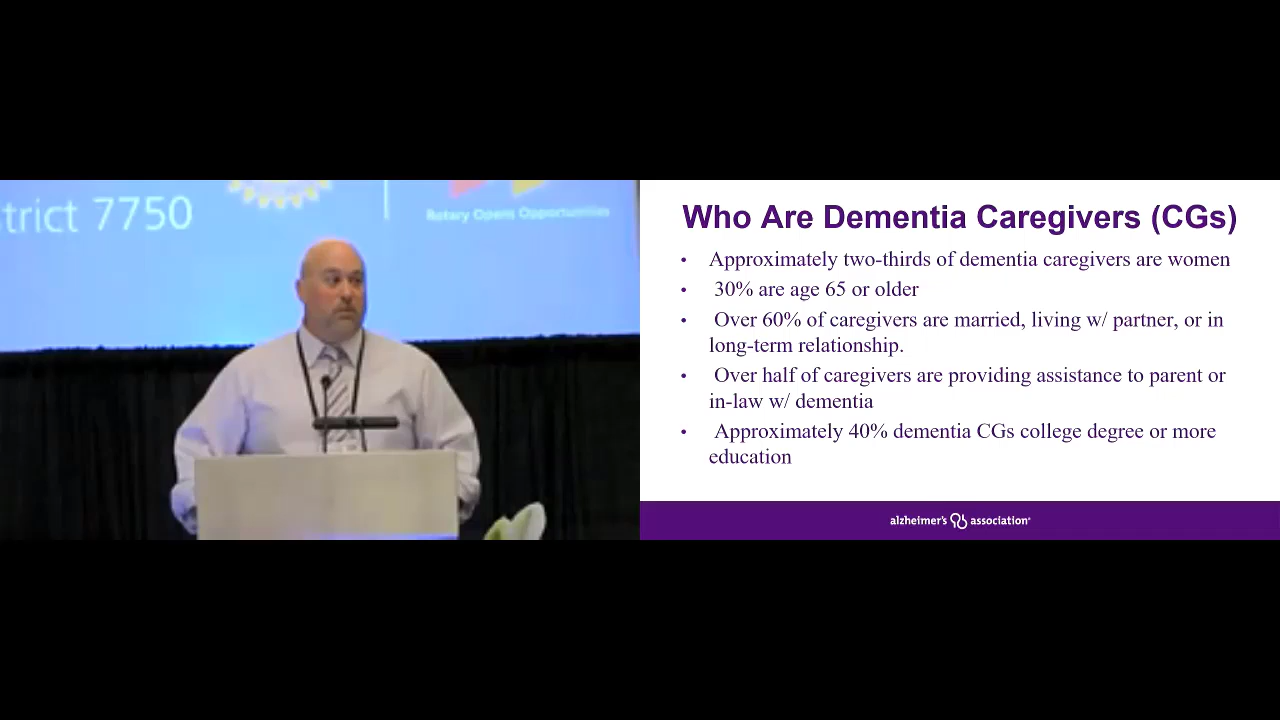 strict 7750
Rotary Opens Opportunities
Who Are Dementia Caregivers (CGs)
• Approximately two-thirds of dementia caregivers are women
• 30% are age 65 or older
• Over 60% of caregivers are married, living w/ partner, or in
long-term relationship.
• Over half of caregivers are providing assistance to parent or
in-law w/ dementia
• Approximately 40% dementia CGs college degree or more
education
alzheimer's association®